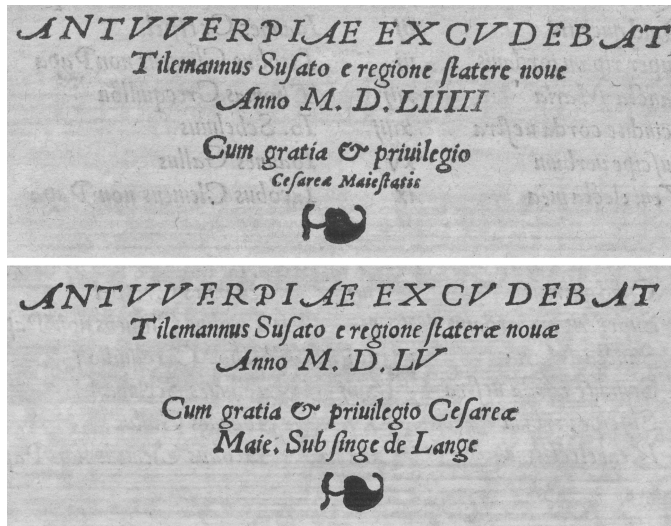 ANTVVERPIAE EXCVDEBAT
Tilemannus Suſato e regione ſtatere noue
Anno M. D. LIIIII
Cum gratia & priuilegio
Ceſareæ Maieſtatis
ANTVVERPIAE EXCVDEBAT
Tilemannus Suſato e regione ſtateræ nouæ
Anno M. D. LV
Cum gratia & priuilegio Ceſareæ
Maie. Sub ſinge de Lange